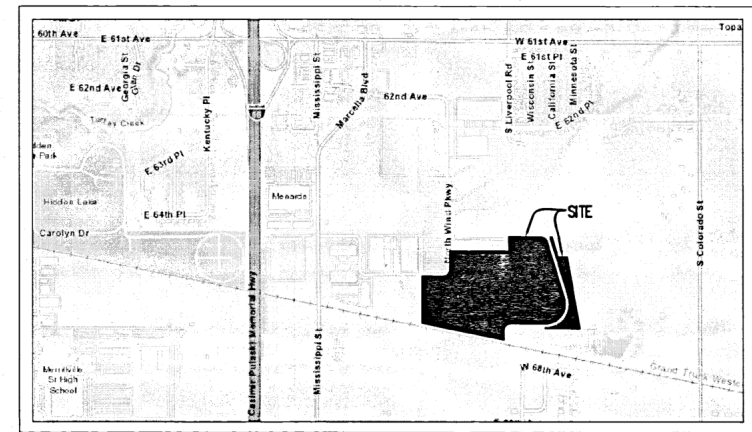 60th Ave
E 61st Ave
W 61st Ave
Topa
E 61st Pl
E 62nd Ave
Georgia St
Kentucky Pl
Mississippi St
Marcella Blvd
62nd Ave
S Liverpool Rd
Wisconsin St
California St
Minnesota St
E 62nd Pl
Turkey Creek
E 63rd Pl
Park
Hidden Lake
Menards
E 64th Pl
North Wind Pkwy
SITE
S Colorado St
Carolyn Dr
Casimir Pulaski Memorial Hwy
Mississippi St
Merrillville
Sr High
School
W 68th Ave
Grand Trunk Weste